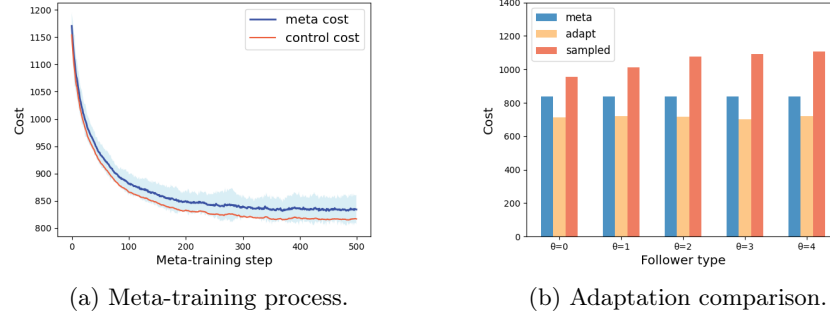 1200
1150
1100
1050
1000
950
900
850
800
Cost
0
100
200
300
400
500
Meta-training step
meta cost
control cost
(a) Meta-training process.
1400
1200
1000
800
600
400
200
0
Cost
meta
adapt
sampled
θ=0
θ=1
θ=2
θ=3
θ=4
Follower type
(b) Adaptation comparison.